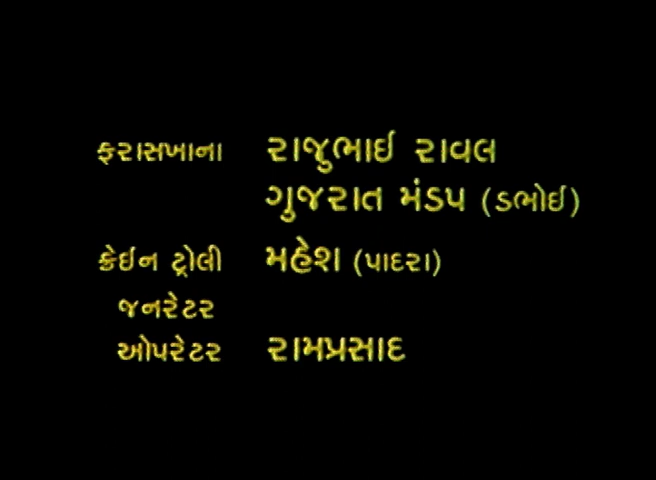 ફરાસખાના રાજુભાઈ રાવલ
ગુજરાત મંડપ (ડભોઈ)
ક્રેઈન ટ્રોલી મહેશ (પાદરા)
જનરેટર
ઓપરેટર રામપ્રસાદ